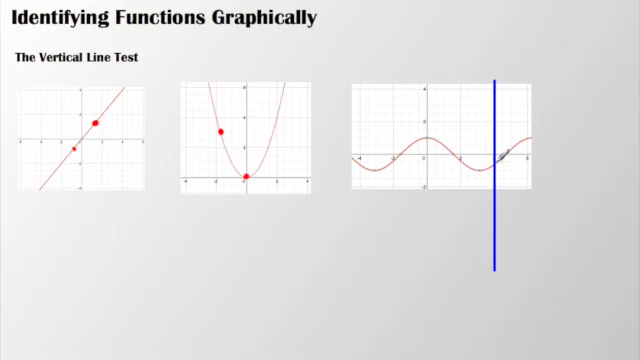 Identifying Functions Graphically
The Vertical Line Test